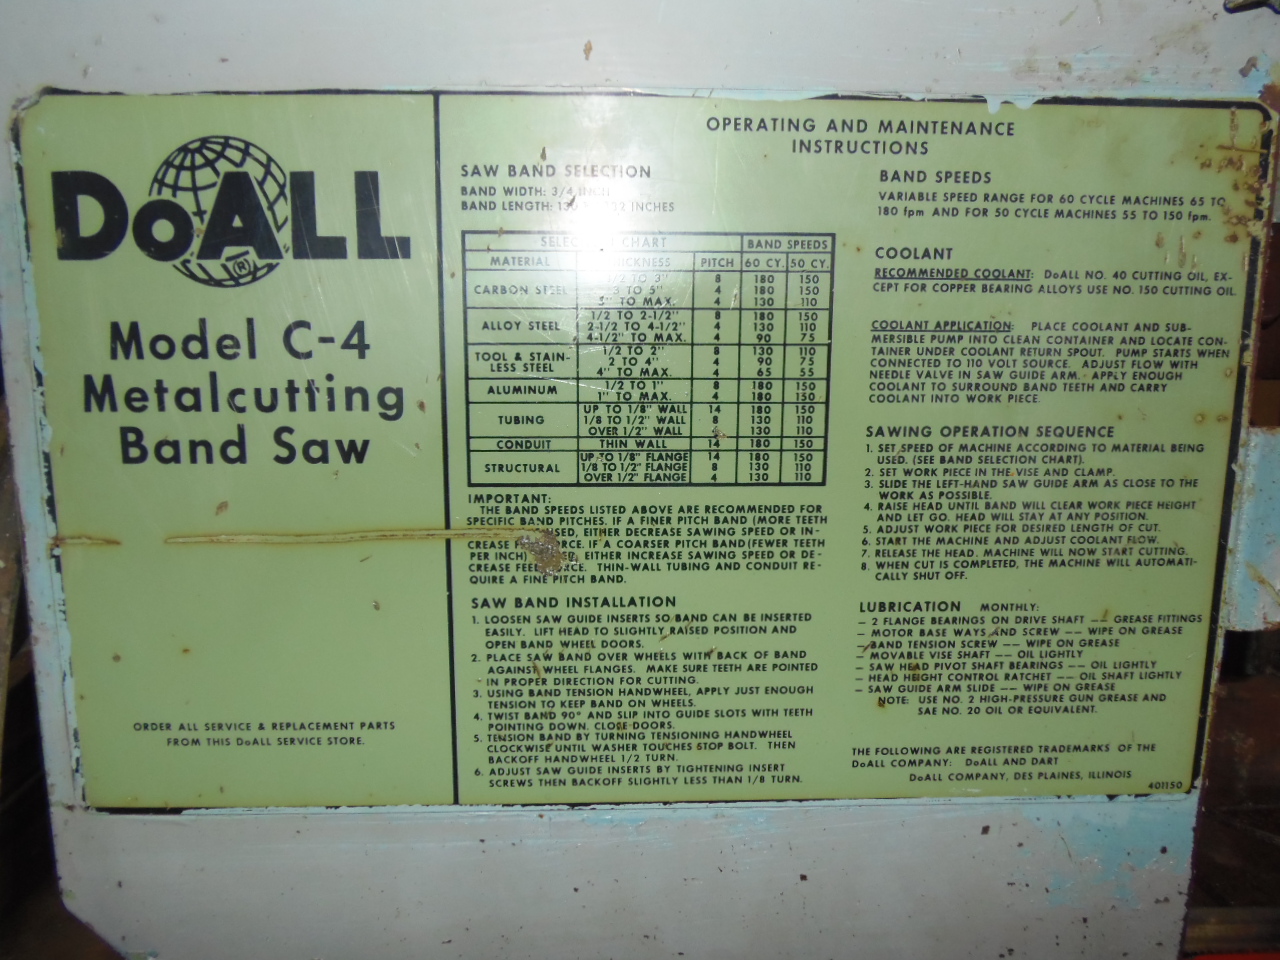 DoALL
®
Model C-4
Metalcutting
Band Saw
ORDER ALL SERVICE & REPLACEMENT PARTS
FROM THIS DoALL SERVICE STORE.
OPERATING AND MAINTENANCE
INSTRUCTIONS
SAW BAND SELECTION
BAND WIDTH: 3/4 INCH
BAND LENGTH: INCHES
CHART BAND SPEEDS
MATERIAL PITCH 60 CY. 50 CY.
1/2 TO 3" 8 180 150
CARBON STEEL 3 TO 5" 4 180 150
5" TO MAX. 4 130 110
1/2 TO 2-1/2" 8 180 150
ALLOY STEEL 2-1/2 TO 4-1/2" 4 130 110
4-1/2" TO MAX. 4 90 75
TOOL & STAIN- 1/2 TO 2" 8 130 110
LESS STEEL 2 TO 4" 4 90 75
4" TO MAX. 4 65 55
ALUMINUM 1/2 TO 1" 8 180 150
1" TO MAX. 4 180 150
UP TO 1/8" WALL 14 180 150
TUBING 1/8 TO 1/2" WALL 8 130 110
OVER 1/2" WALL 4 130 110
CONDUIT THIN WALL 14 180 150
UP TO 1/8" FLANGE 14 180 150
STRUCTURAL 1/8 TO 1/2" FLANGE 8 130 110
OVER 1/2" FLANGE 4 130 110
IMPORTANT:
THE BAND SPEEDS LISTED ABOVE ARE RECOMMENDED FOR
SPECIFIC BAND PITCHES. IF A FINER PITCH BAND (MORE TEETH
USED, EITHER DECREASE SAWING SPEED OR IN-
CREASE FORCE. IF A COARSER PITCH BAND (FEWER TEETH
PER INCH) EITHER INCREASE SAWING SPEED OR DE-
CREASE FEED FORCE. THIN-WALL TUBING AND CONDUIT RE-
QUIRE A FINE PITCH BAND.
SAW BAND INSTALLATION
1. LOOSEN SAW GUIDE INSERTS SO BAND CAN BE INSERTED
EASILY. LIFT HEAD TO SLIGHTLY RAISED POSITION AND
OPEN BAND WHEEL DOORS.
2. PLACE SAW BAND OVER WHEELS WITH BACK OF BAND
AGAINST WHEEL FLANGES. MAKE SURE TEETH ARE POINTED
IN PROPER DIRECTION FOR CUTTING.
3. USING BAND TENSION HANDWHEEL, APPLY JUST ENOUGH
TENSION TO KEEP BAND ON WHEELS.
4. TWIST BAND 90° AND SLIP INTO GUIDE SLOTS WITH TEETH
POINTING DOWN. CLOSE DOORS.
5. TENSION BAND BY TURNING TENSIONING HANDWHEEL
CLOCKWISE UNTIL WASHER TOUCHES STOP BOLT. THEN
BACKOFF HANDWHEEL 1/2 TURN.
6. ADJUST SAW GUIDE INSERTS BY TIGHTENING INSERT
SCREWS THEN BACKOFF SLIGHTLY LESS THAN 1/8 TURN.
BAND SPEEDS
VARIABLE SPEED RANGE FOR 60 CYCLE MACHINES 65 TO
180 fpm AND FOR 50 CYCLE MACHINES 55 TO 150 fpm.
COOLANT
RECOMMENDED COOLANT: DoALL NO. 40 CUTTING OIL, EX-
CEPT FOR COPPER BEARING ALLOYS USE NO. 150 CUTTING OIL.
COOLANT APPLICATION: PLACE COOLANT AND SUB-
MERSIBLE PUMP INTO CLEAN CONTAINER AND LOCATE CON-
TAINER UNDER COOLANT RETURN SPOUT. PUMP STARTS WHEN
CONNECTED TO 110 VOLT SOURCE. ADJUST FLOW WITH
NEEDLE VALVE IN SAW GUIDE ARM. APPLY ENOUGH
COOLANT TO SURROUND BAND TEETH AND CARRY
COOLANT INTO WORK PIECE.
SAWING OPERATION SEQUENCE
1. SET SPEED OF MACHINE ACCORDING TO MATERIAL BEING
USED. (SEE BAND SELECTION CHART).
2. SET WORK PIECE IN THE VISE AND CLAMP.
3. SLIDE THE LEFT-HAND SAW GUIDE ARM AS CLOSE TO THE
WORK AS POSSIBLE.
4. RAISE HEAD UNTIL BAND WILL CLEAR WORK PIECE HEIGHT
AND LET GO. HEAD WILL STAY AT ANY POSITION.
5. ADJUST WORK PIECE FOR DESIRED LENGTH OF CUT.
6. START THE MACHINE AND ADJUST COOLANT FLOW.
7. RELEASE THE HEAD. MACHINE WILL NOW START CUTTING.
8. WHEN CUT IS COMPLETED, THE MACHINE WILL AUTOMATI-
CALLY SHUT OFF.
LUBRICATION MONTHLY:
— 2 FLANGE BEARINGS ON DRIVE SHAFT —— GREASE FITTINGS
— MOTOR BASE WAYS AND SCREW —— WIPE ON GREASE
— BAND TENSION SCREW —— WIPE ON GREASE
— MOVABLE VISE SHAFT —— OIL LIGHTLY
— SAW HEAD PIVOT SHAFT BEARINGS —— OIL LIGHTLY
— HEAD HEIGHT CONTROL RATCHET —— OIL SHAFT LIGHTLY
— SAW GUIDE ARM SLIDE —— WIPE ON GREASE
NOTE: USE NO. 2 HIGH-PRESSURE GUN GREASE AND
SAE NO. 20 OIL OR EQUIVALENT.
THE FOLLOWING ARE REGISTERED TRADEMARKS OF THE
DoALL COMPANY: DoALL AND DART
DoALL COMPANY, DES PLAINES, ILLINOIS
401150